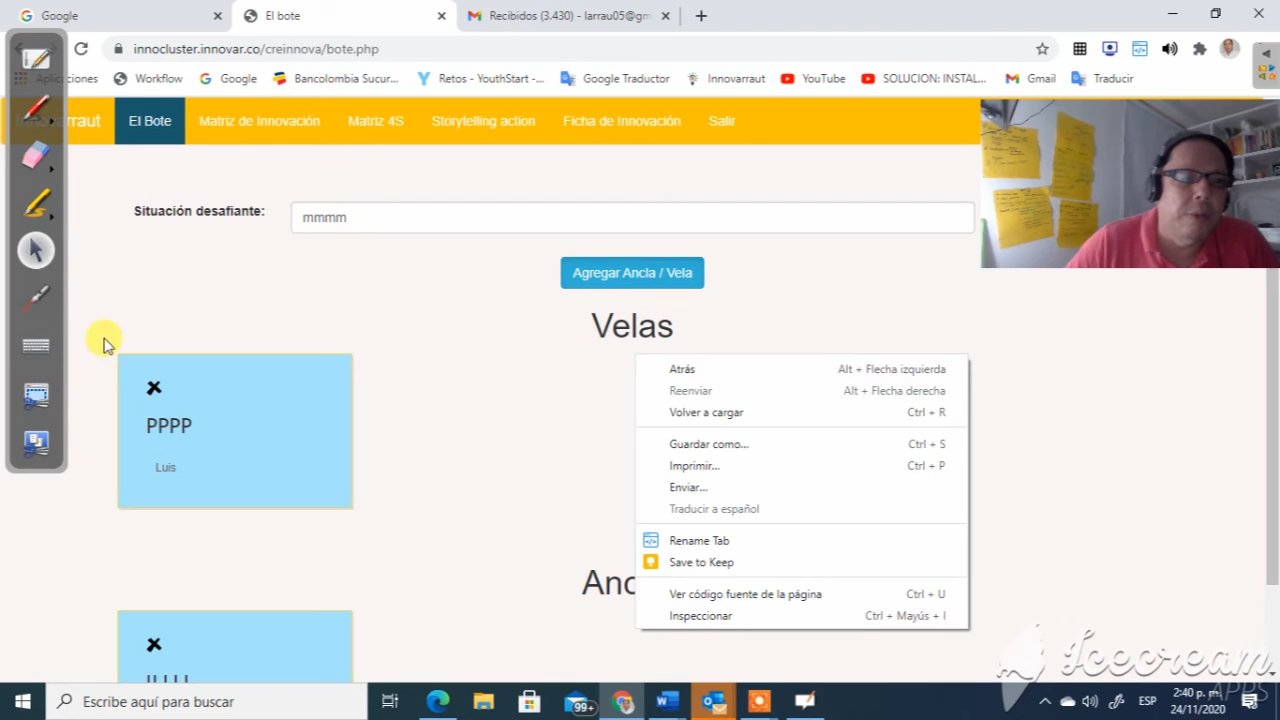 Google
El bote
Recibidos (3.430) - larrau05@gm
innocluster.innovar.co/creinnova/bote.php
Aplicaciones
Workflow
Google
Bancolombia Sucur...
Retos - YouthStart -...
Google Traductor
Innovarraut
YouTube
SOLUCION: INSTAL...
Gmail
Traducir
El Bote
Matriz de Innovación
Matriz 4S
Storytelling action
Ficha de Innovación
Salir
Situación desafiante:
mmmm
Agregar Ancla / Vela
Velas
PPPP
Luis
Atrás Alt + Flecha izquierda
Reenviar Alt + Flecha derecha
Volver a cargar Ctrl + R
Guardar como... Ctrl + S
Imprimir... Ctrl + P
Enviar...
Traducir a español
Rename Tab
Save to Keep
Ver código fuente de la página Ctrl + U
Inspeccionar Ctrl + Mayús + I
Icecream
APPS
Escribe aquí para buscar
99+
ESP
2:40 p. m.
24/11/2020